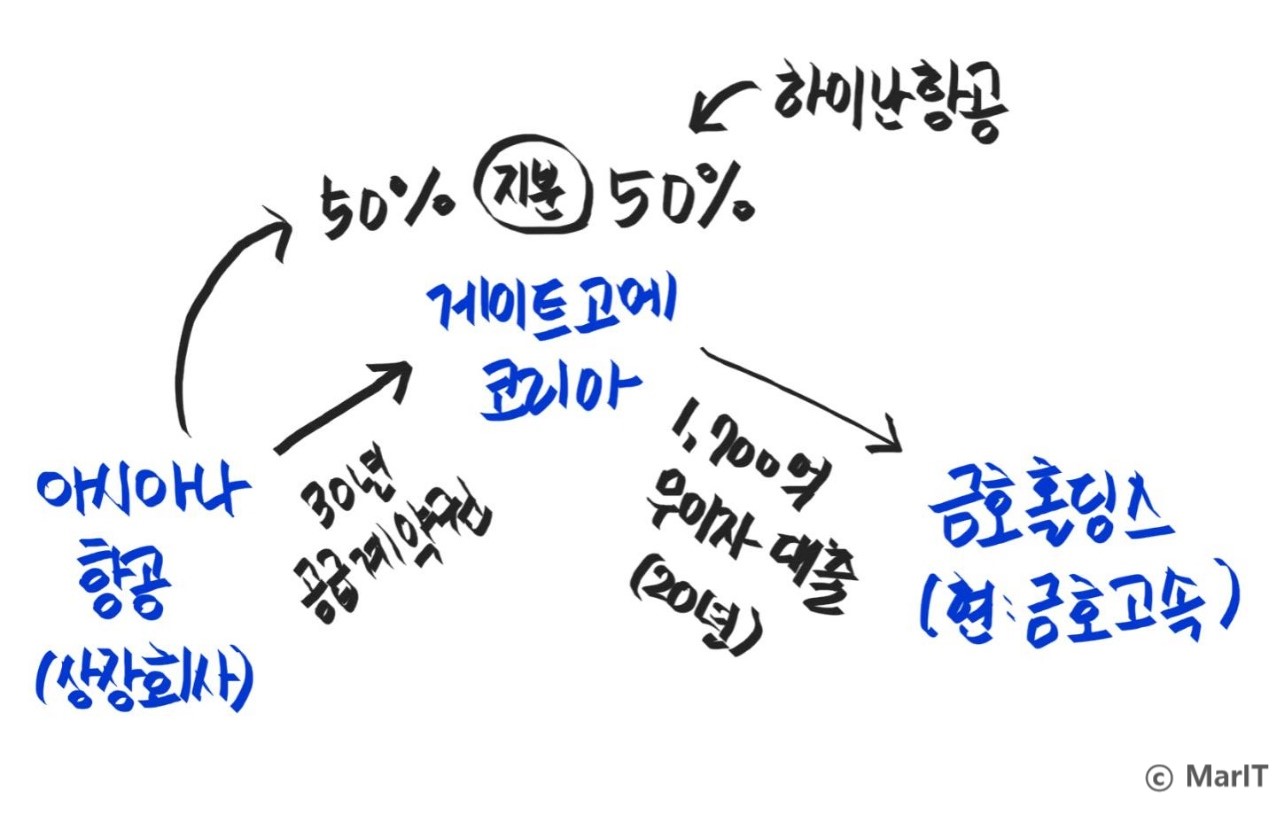 하이난항공
50% 지분 50%
게이트고메
코리아
아시아나
항공
(상장회사)
30년
공급계약권
1,700억
무이자 대출
(20년)
금호홀딩스
(현:금호고속)
© MarIT